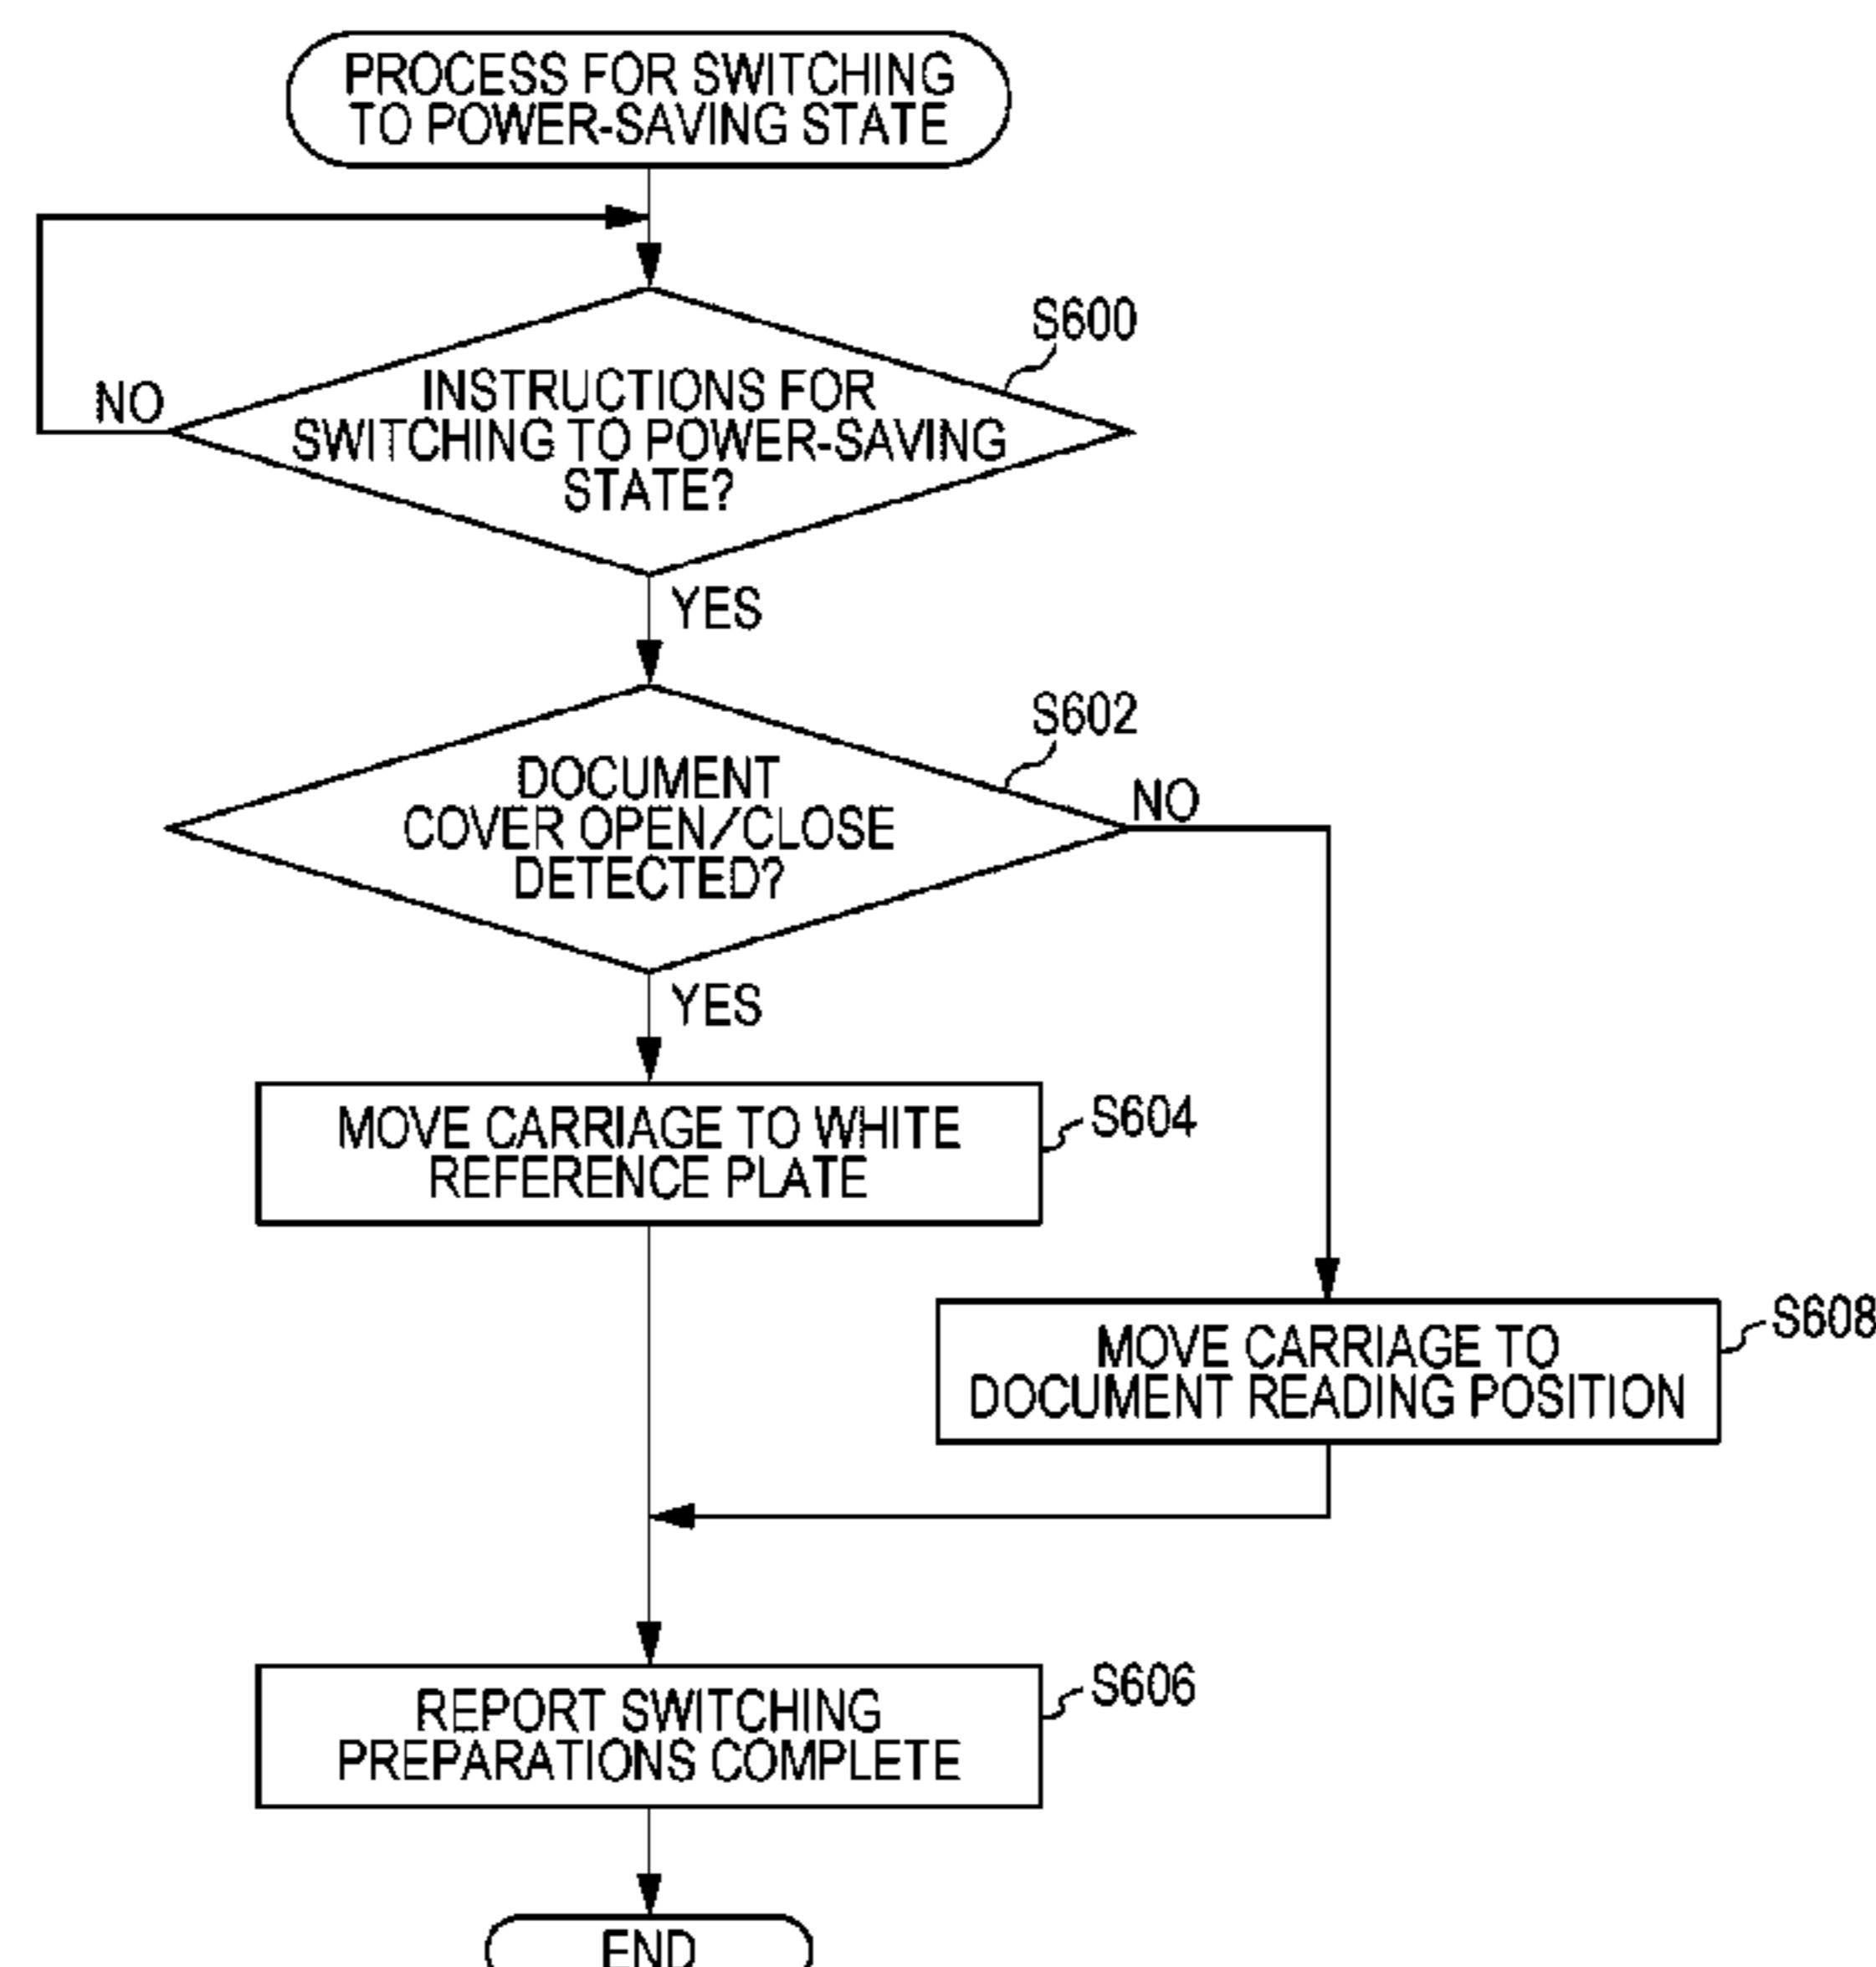 PROCESS FOR SWITCHING
TO POWER-SAVING STATE
S600
INSTRUCTIONS FOR
SWITCHING TO POWER-SAVING
STATE?
NO
YES
S602
DOCUMENT
COVER OPEN/CLOSE
DETECTED?
NO
YES
MOVE CARRIAGE TO WHITE
REFERENCE PLATE
S604
MOVE CARRIAGE TO
DOCUMENT READING POSITION
S608
REPORT SWITCHING
PREPARATIONS COMPLETE
S606
END